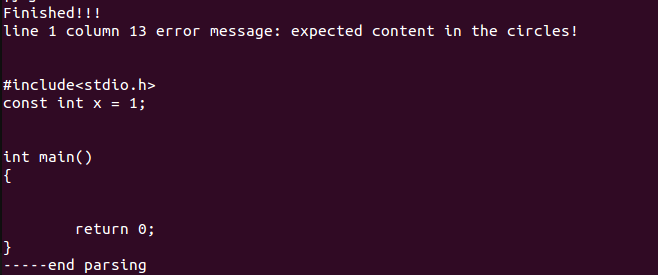 Finished!!!
line 1 column 13 error message: expected content in the circles!
#include<stdio.h>
const int x = 1;
int main()
{
return 0;
}
-----end parsing